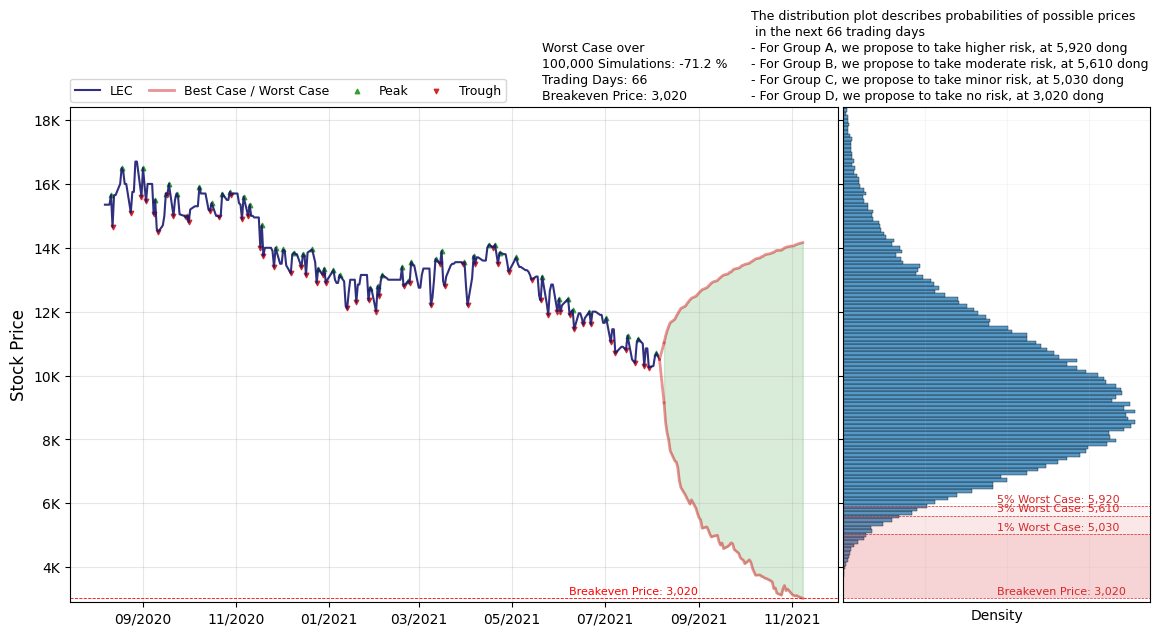 The distribution plot describes probabilities of possible prices
in the next 66 trading days
- For Group A, we propose to take higher risk, at 5,920 dong
- For Group B, we propose to take moderate risk, at 5,610 dong
- For Group C, we propose to take minor risk, at 5,030 dong
- For Group D, we propose to take no risk, at 3,020 dong
Worst Case over
100,000 Simulations: -71.2 %
Trading Days: 66
Breakeven Price: 3,020
LEC
Best Case / Worst Case
Peak
Trough
Stock Price
18K
16K
14K
12K
10K
8K
6K
4K
Breakeven Price: 3,020
09/2020
11/2020
01/2021
03/2021
05/2021
07/2021
09/2021
11/2021
5% Worst Case: 5,920
3% Worst Case: 5,610
1% Worst Case: 5,030
Breakeven Price: 3,020
Density